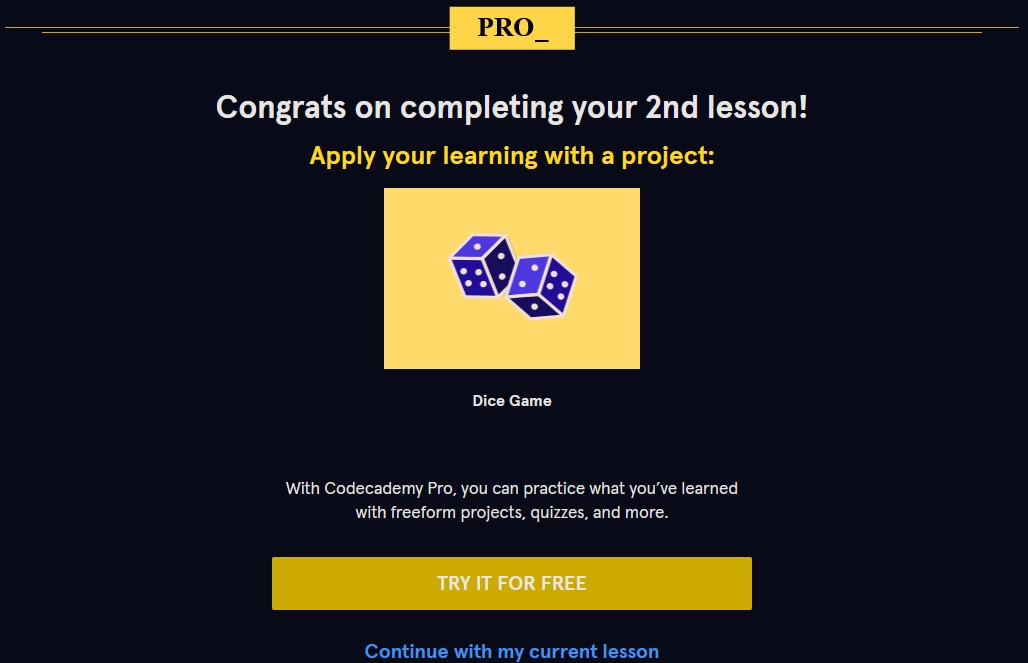 PRO_
Congrats on completing your 2nd lesson!
Apply your learning with a project:
Dice Game
With Codecademy Pro, you can practice what you’ve learned
with freeform projects, quizzes, and more.
TRY IT FOR FREE
Continue with my current lesson